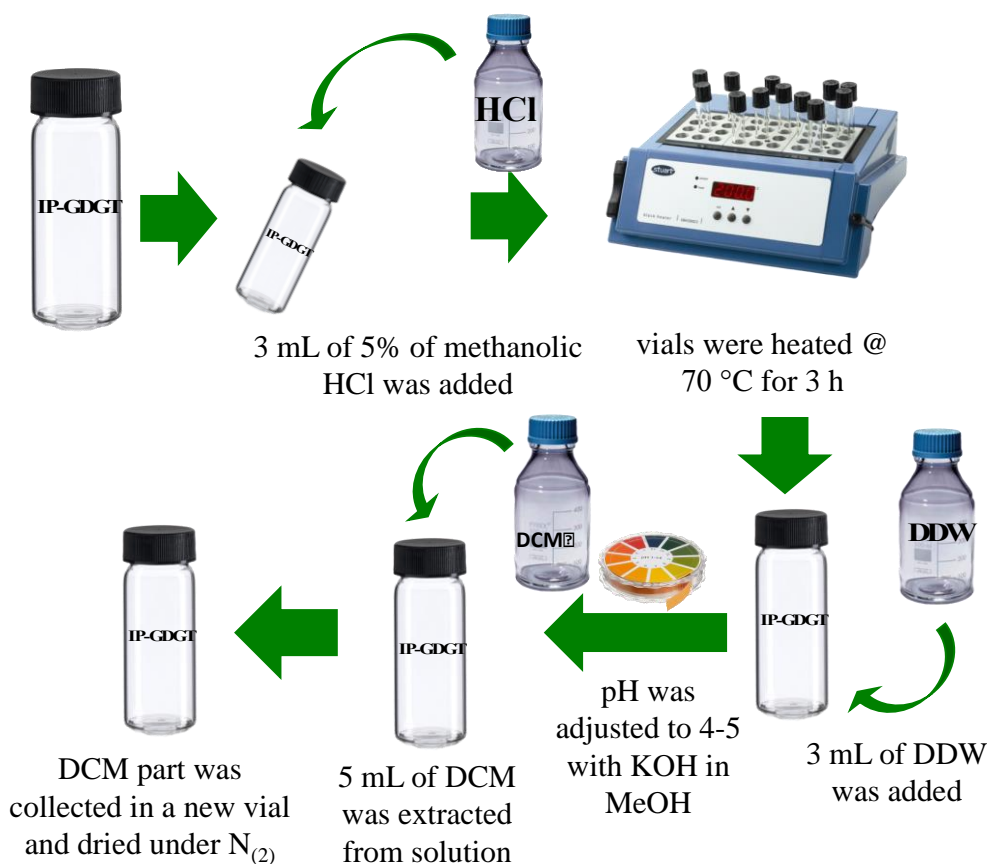 IP-GDGT
IP-GDGT
HCl
stuart
3 mL of 5% of methanolic
HCl was added
vials were heated @
70 °C for 3 h
DDW
IP-GDGT
3 mL of DDW
was added
pH was
adjusted to 4-5
with KOH in
MeOH
DCM
IP-GDGT
5 mL of DCM
was extracted
from solution
IP-GDGT
DCM part was
collected in a new vial
and dried under N(2)